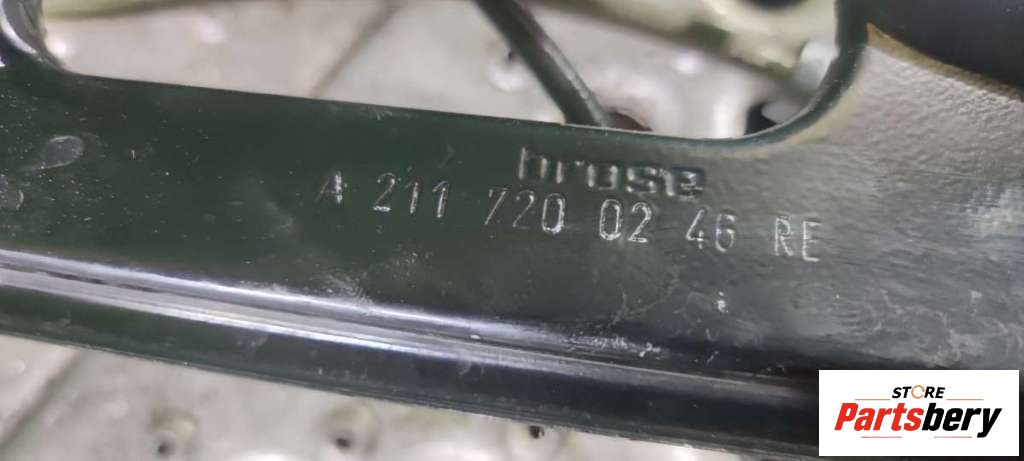 brose
A 211 720 02 46 RE
STORE
Partsbery